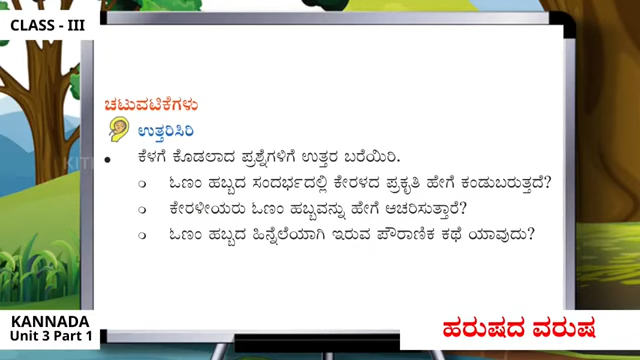 CLASS - III
ಚಟುವಟಿಕೆಗಳು
ಉತ್ತರಿಸಿರಿ
• ಕೆಳಗೆ ಕೊಡಲಾದ ಪ್ರಶ್ನೆಗಳಿಗೆ ಉತ್ತರ ಬರೆಯಿರಿ.
○ ಓಣಂ ಹಬ್ಬದ ಸಂದರ್ಭದಲ್ಲಿ ಕೇರಳದ ಪ್ರಕೃತಿ ಹೇಗೆ ಕಂಡುಬರುತ್ತದೆ?
○ ಕೇರಳೀಯರು ಓಣಂ ಹಬ್ಬವನ್ನು ಹೇಗೆ ಆಚರಿಸುತ್ತಾರೆ?
○ ಓಣಂ ಹಬ್ಬದ ಹಿನ್ನೆಲೆಯಾಗಿ ಇರುವ ಪೌರಾಣಿಕ ಕಥೆ ಯಾವುದು?
KANNADA
Unit 3 Part 1
ಹರುಷದ ವರುಷ